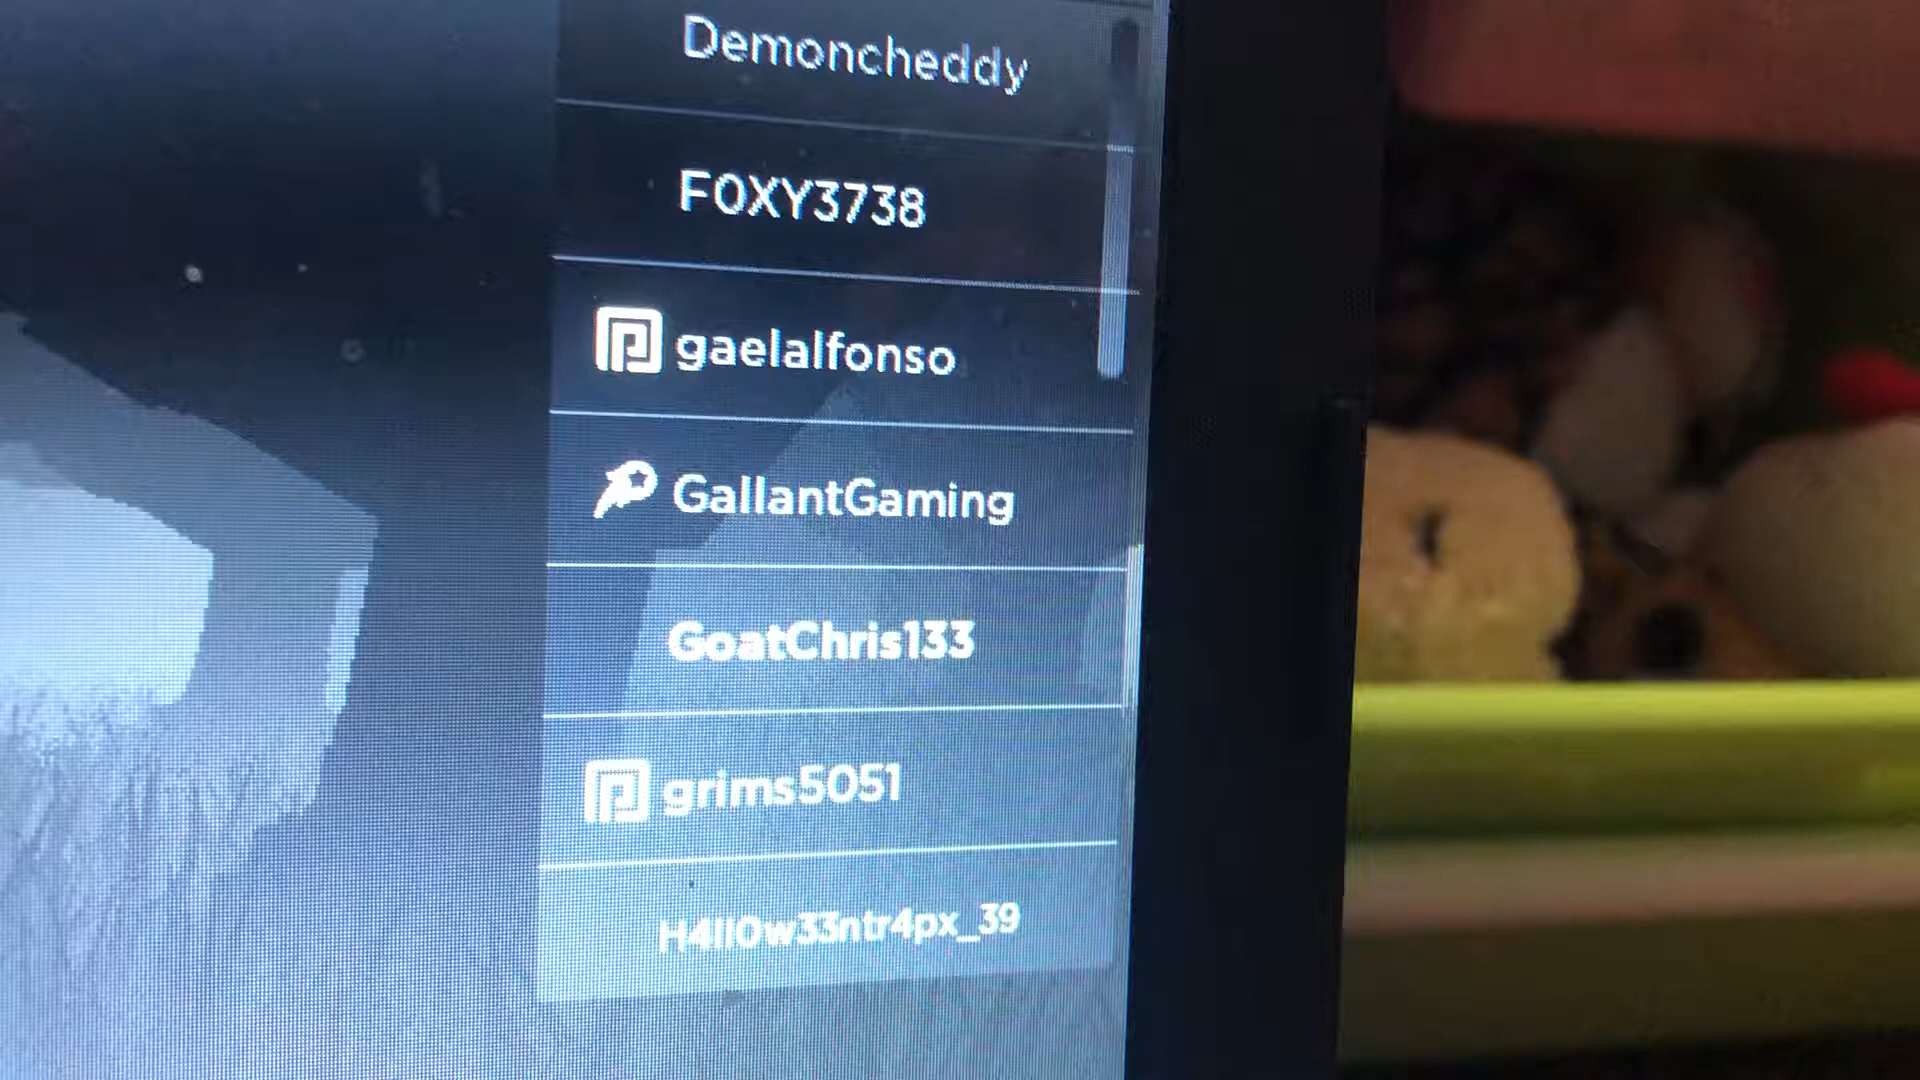 Demoncheddy
F0XY3738
gaelalfonso
GallantGaming
GoatChris133
grims5051
H4ll0w33ntr4px_39